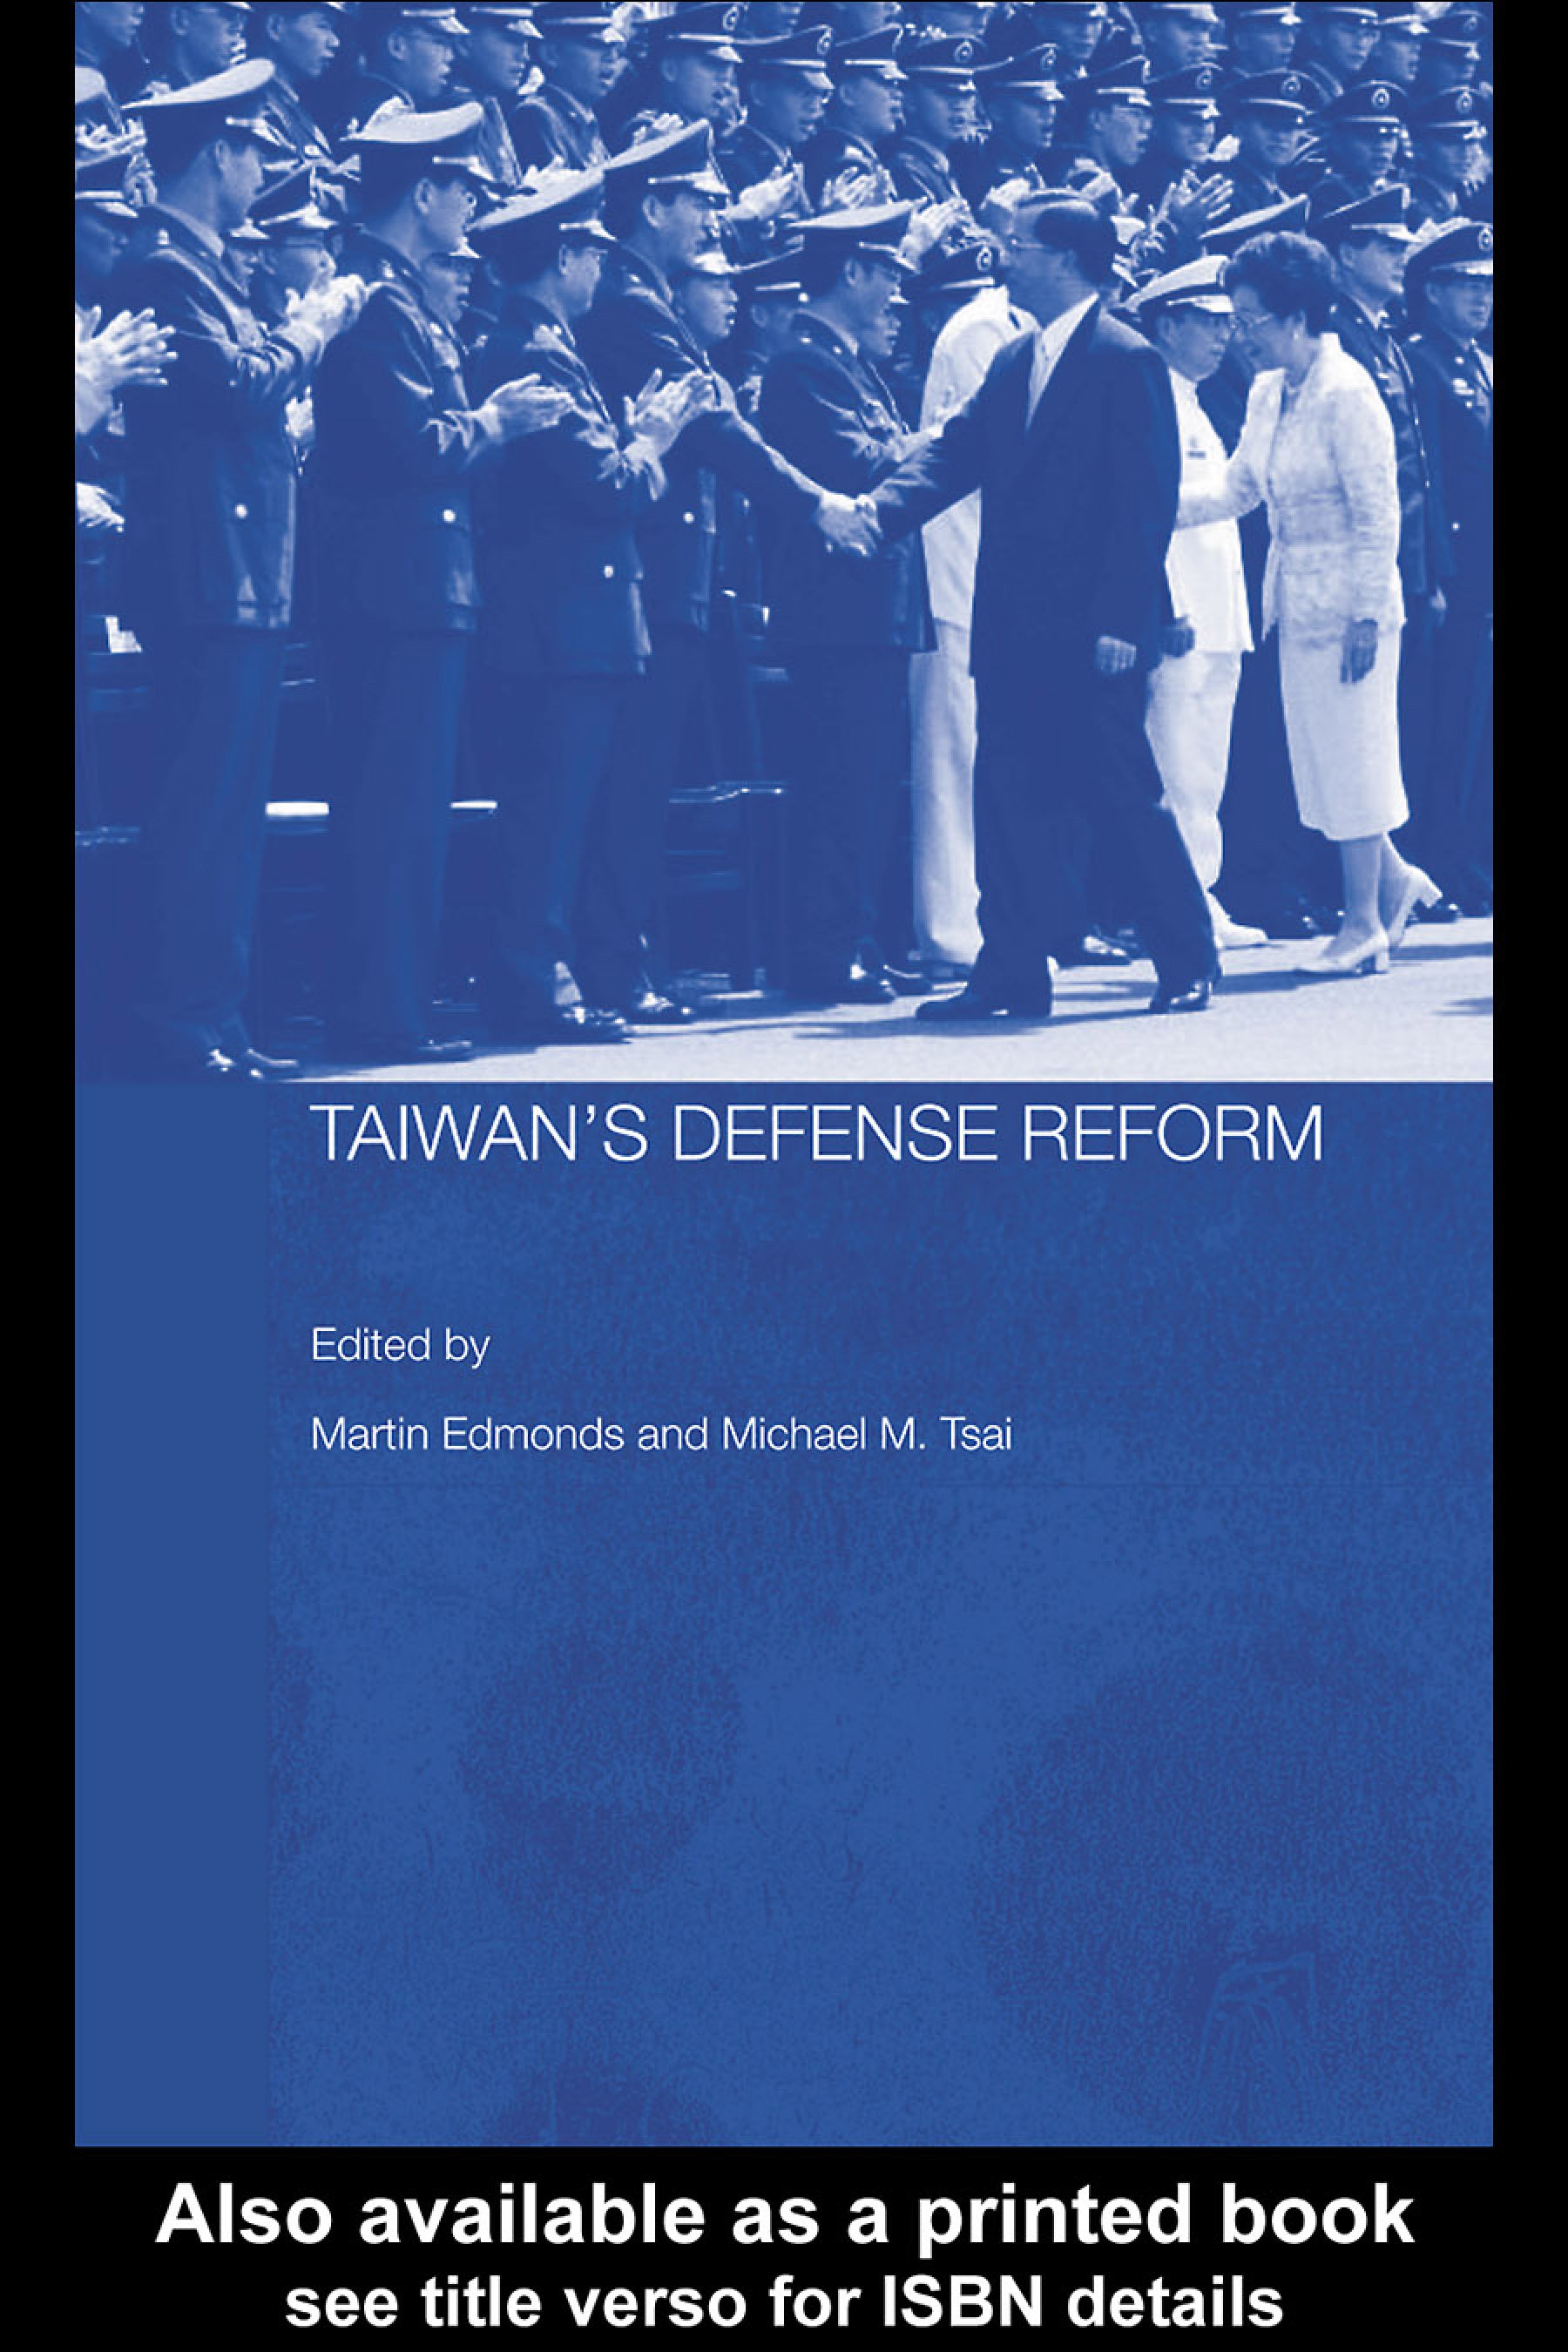 TAIWAN’S DEFENSE REFORM
Edited by
Martin Edmonds and Michael M. Tsai
Also available as a printed book
see title verso for ISBN details